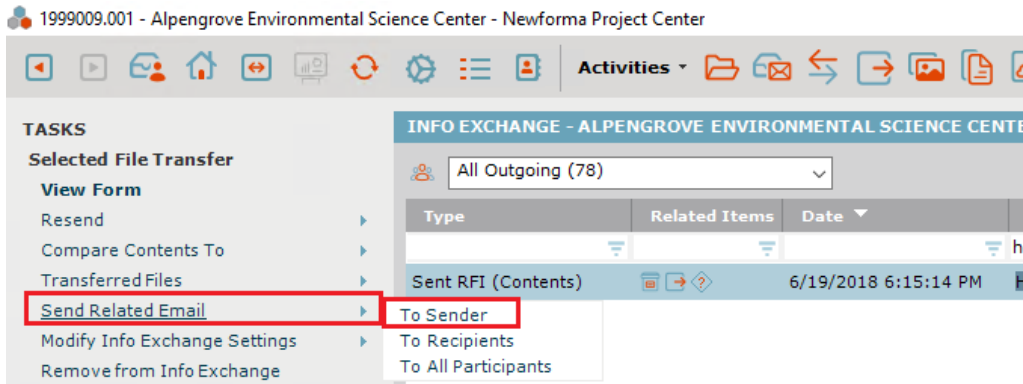 1999009.001 - Alpengrove Environmental Science Center - Newforma Project Center
Activities
TASKS
Selected File Transfer
View Form
Resend
Compare Contents To
Transferred Files
Send Related Email
Modify Info Exchange Settings
Remove from Info Exchange
INFO EXCHANGE - ALPENGROVE ENVIRONMENTAL SCIENCE CENTE
All Outgoing (78)
Type Related Items Date
h
Sent RFI (Contents) 6/19/2018 6:15:14 PM H
To Sender
To Recipients
To All Participants